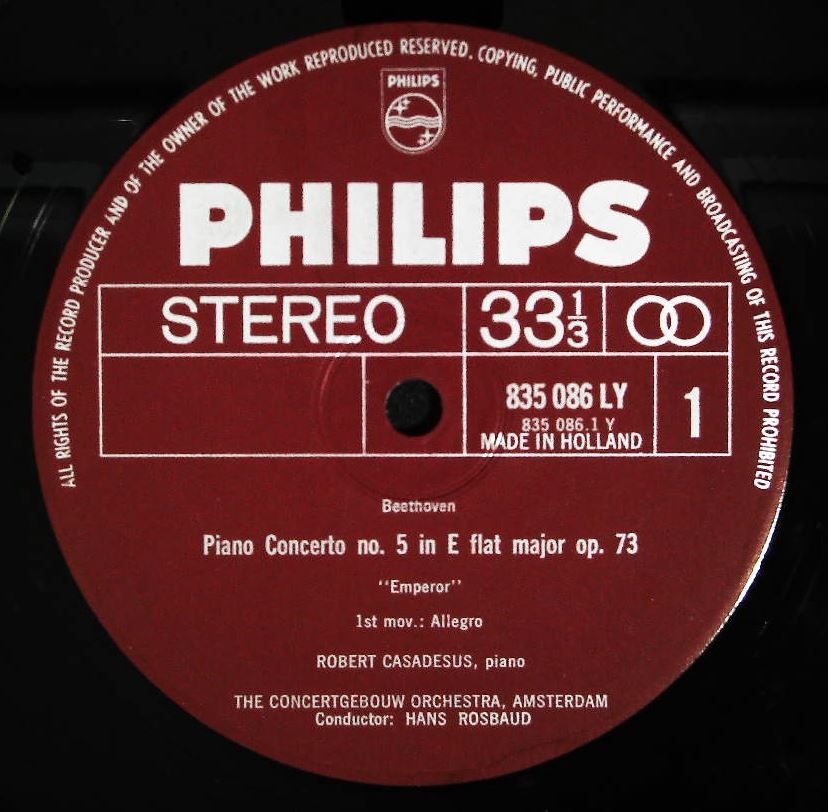 ALL RIGHTS OF THE RECORD PRODUCER AND OF THE OWNER OF THE WORK REPRODUCED RESERVED. COPYING, PUBLIC PERFORMANCE AND BROADCASTING OF THIS RECORD PROHIBITED
PHILIPS
PHILIPS
STEREO 33 1/3
835 086 LY
835 086.1 Y
MADE IN HOLLAND
1
Beethoven
Piano Concerto no. 5 in E flat major op. 73
"Emperor"
1st mov.: Allegro
ROBERT CASADESUS, piano
THE CONCERTGEBOUW ORCHESTRA, AMSTERDAM
Conductor: HANS ROSBAUD